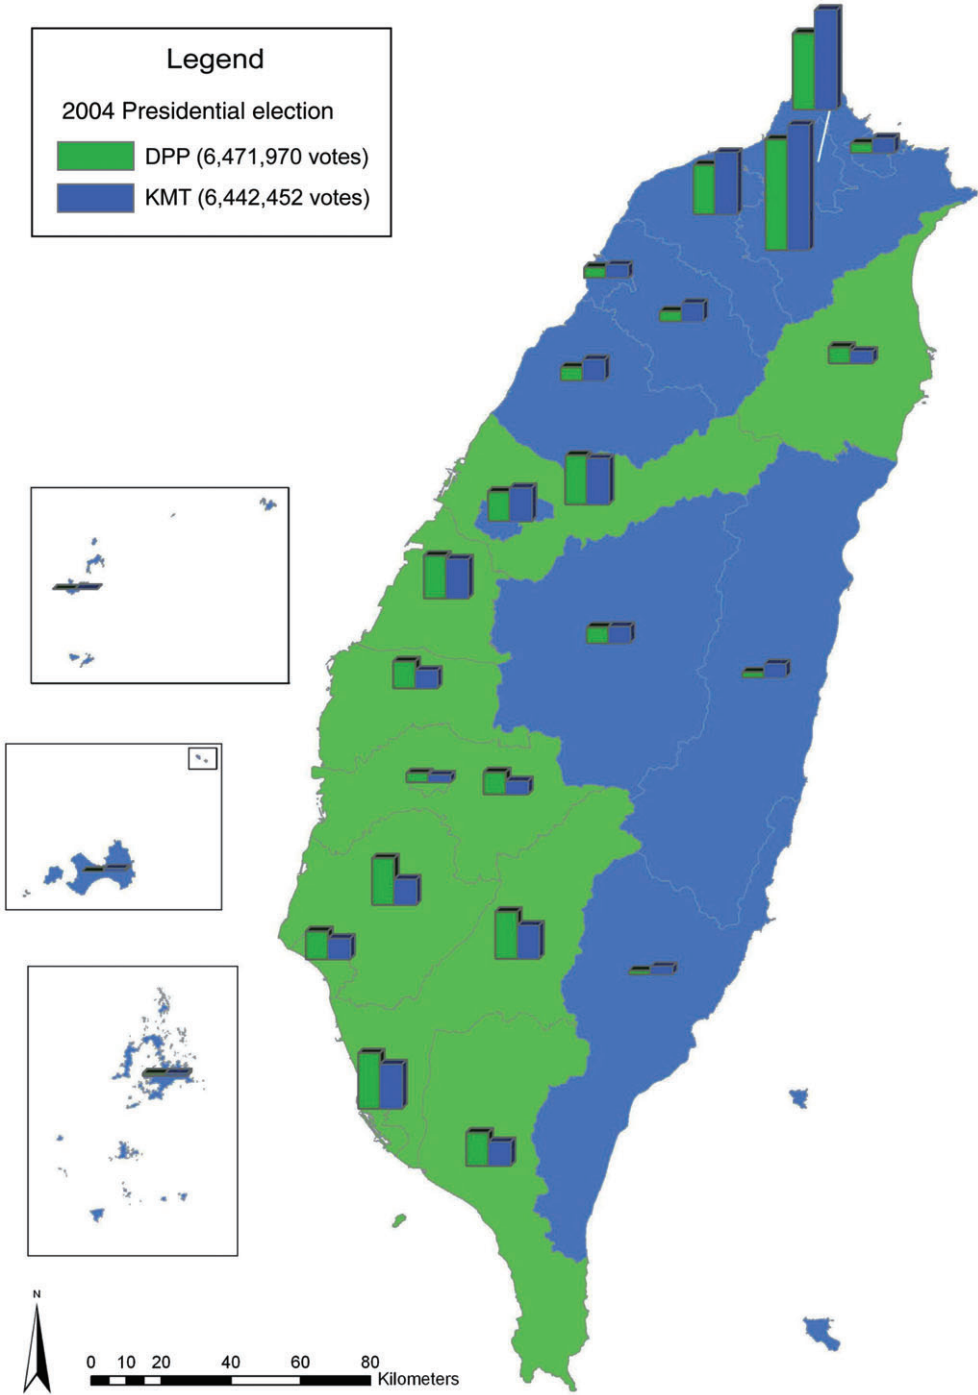 Legend
2004 Presidential election
DPP (6,471,970 votes)
KMT (6,442,452 votes)
N
0 10 20 40 60 80
Kilometers